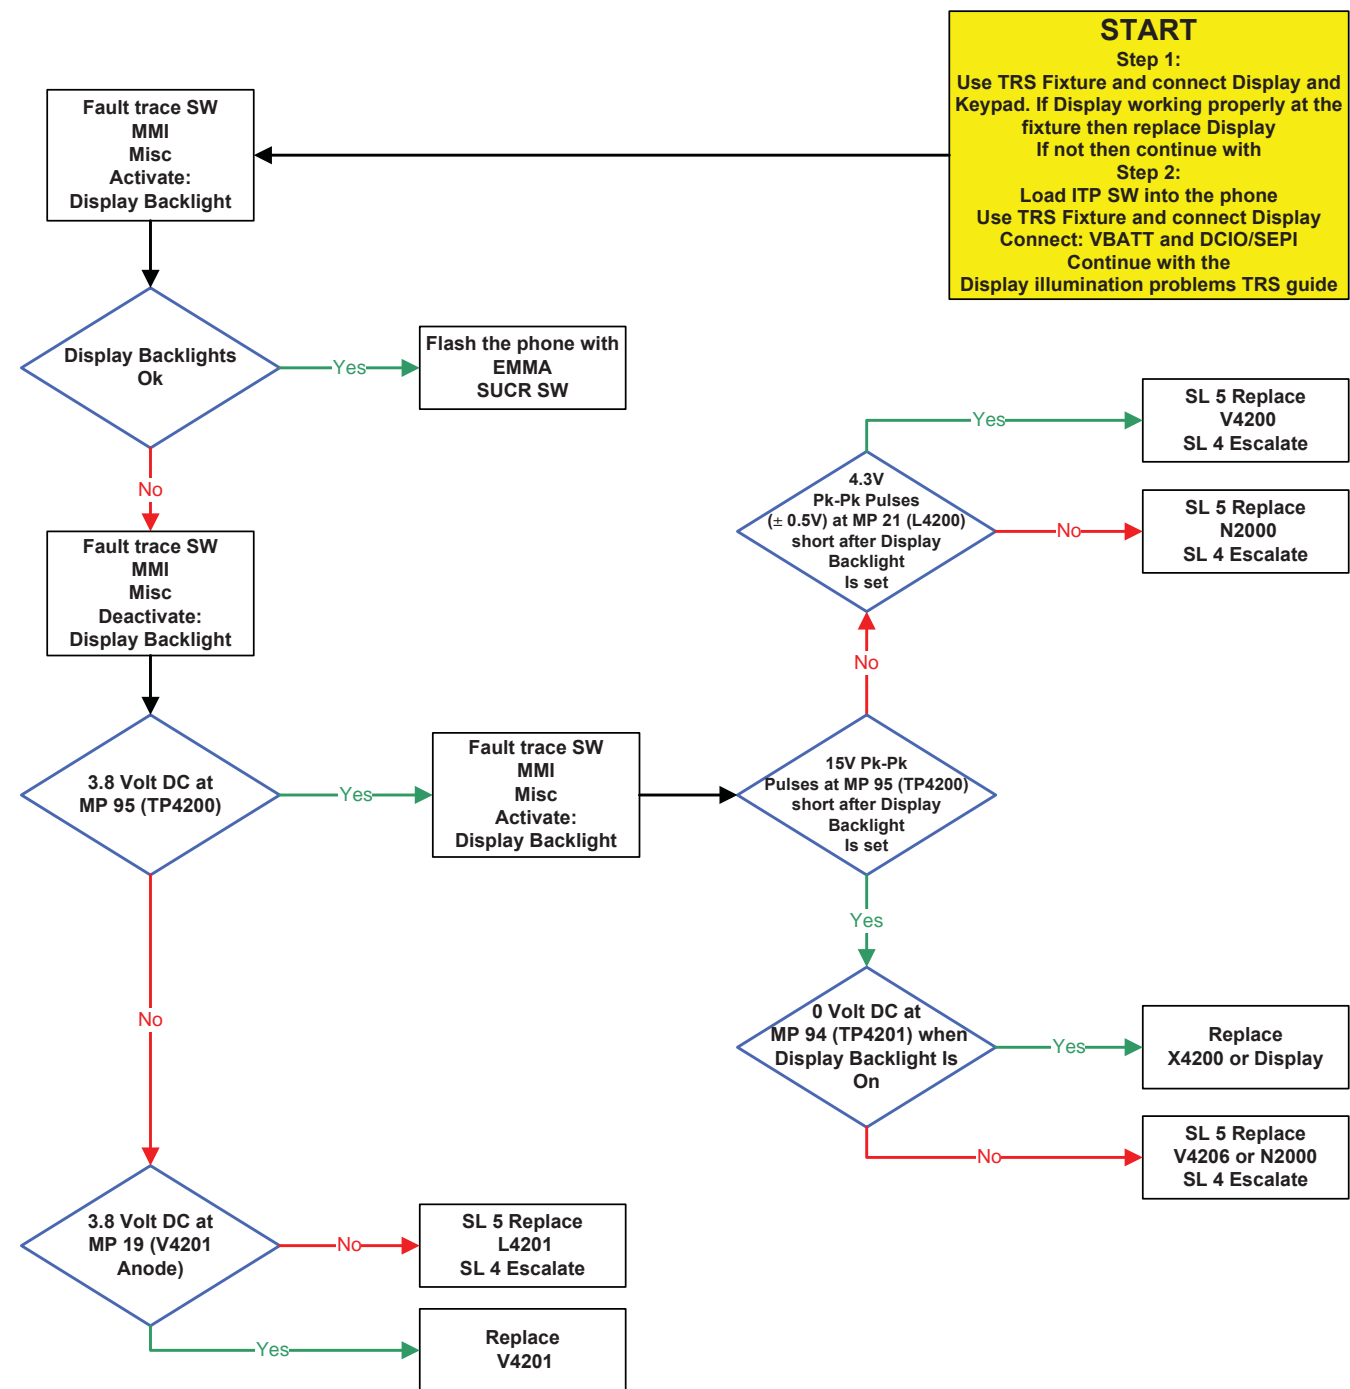 START
Step 1:
Use TRS Fixture and connect Display and
Keypad. If Display working properly at the
fixture then replace Display
If not then continue with
Step 2:
Load ITP SW into the phone
Use TRS Fixture and connect Display
Connect: VBATT and DCIO/SEPI
Continue with the
Display illumination problems TRS guide
Fault trace SW
MMI
Misc
Activate:
Display Backlight
Display Backlights
Ok
Yes
Flash the phone with
EMMA
SUCR SW
No
Fault trace SW
MMI
Misc
Deactivate:
Display Backlight
3.8 Volt DC at
MP 95 (TP4200)
Yes
Fault trace SW
MMI
Misc
Activate:
Display Backlight
15V Pk-Pk
Pulses at MP 95 (TP4200)
short after Display
Backlight
Is set
No
4.3V
Pk-Pk Pulses
(± 0.5V) at MP 21 (L4200)
short after Display
Backlight
Is set
Yes
SL 5 Replace
V4200
SL 4 Escalate
No
SL 5 Replace
N2000
SL 4 Escalate
Yes
0 Volt DC at
MP 94 (TP4201) when
Display Backlight Is
On
Yes
Replace
X4200 or Display
No
SL 5 Replace
V4206 or N2000
SL 4 Escalate
No
3.8 Volt DC at
MP 19 (V4201
Anode)
No
SL 5 Replace
L4201
SL 4 Escalate
Yes
Replace
V4201